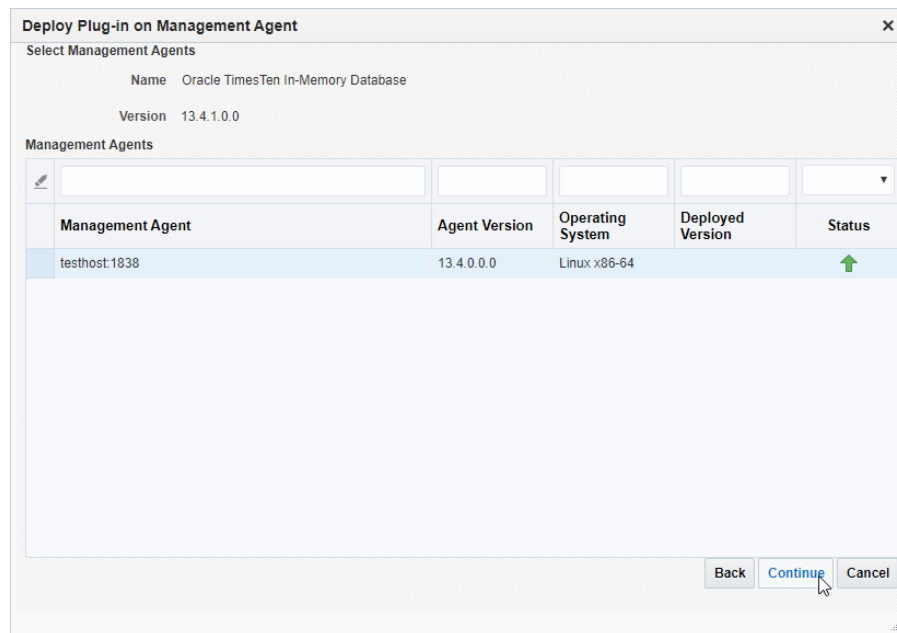 Deploy Plug-in on Management Agent
Select Management Agents
Name Oracle TimesTen In-Memory Database
Version 13.4.1.0.0
Management Agents
Management Agent Agent Version Operating System Deployed Version Status
testhost:1838 13.4.0.0.0 Linux x86-64
Back Continue Cancel